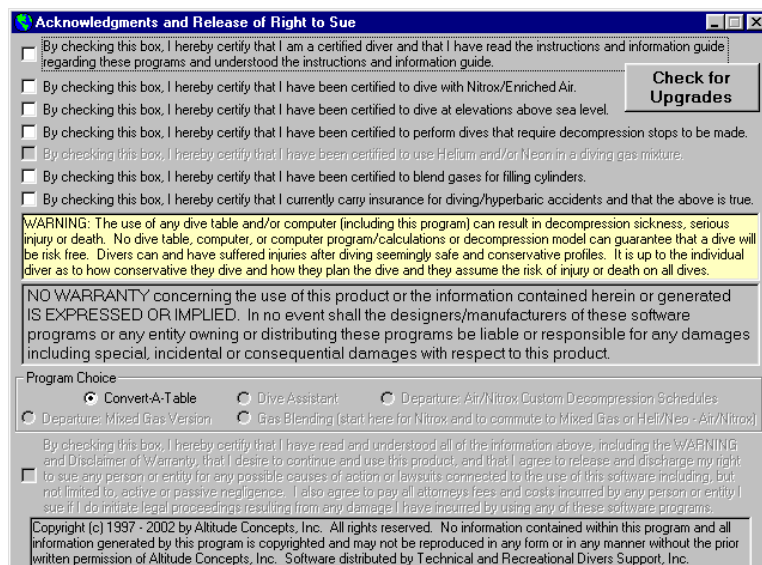 Acknowledgments and Release of Right to Sue
By checking this box, I hereby certify that I am a certified diver and that I have read the instructions and information guide
regarding these programs and understood the instructions and information guide.
Check for
Upgrades
By checking this box, I hereby certify that I have been certified to dive with Nitrox/Enriched Air.
By checking this box, I hereby certify that I have been certified to dive at elevations above sea level.
By checking this box, I hereby certify that I have been certified to perform dives that require decompression stops to be made.
By checking this box, I hereby certify that I have been certified to use Helium and/or Neon in a diving gas mixture.
By checking this box, I hereby certify that I have been certified to blend gases for filling cylinders.
By checking this box, I hereby certify that I currently carry insurance for diving/hyperbaric accidents and that the above is true.
WARNING: The use of any dive table and/or computer (including this program) can result in decompression sickness, serious
injury or death. No dive table, computer, or computer program/calculations or decompression model can guarantee that a dive will
be risk free. Divers can and have suffered injuries after diving seemingly safe and conservative profiles. It is up to the individual
diver as to how conservative they dive and how they plan the dive and they assume the risk of injury or death on all dives.
NO WARRANTY concerning the use of this product or the information contained herein or generated
IS EXPRESSED OR IMPLIED. In no event shall the designers/manufacturers of these software
programs or any entity owning or distributing these programs be liable or responsible for any damages
including special, incidental or consequential damages with respect to this product.
Program Choice
Convert-A-Table Dive Assistant Departure: Air/Nitrox Custom Decompression Schedules
Departure: Mixed Gas Version Gas Blending (start here for Nitrox and to commute to Mixed Gas or Heli/Neo - Air/Nitrox)
By checking this box, I hereby certify that I have read and understood all of the information above, including the WARNING
and Disclaimer of Warranty, that I desire to continue and use this product, and that I agree to release and discharge my right
to sue any person or entity for any possible causes of action or lawsuits connected to the use of this software including, but
not limited to, active or passive negligence. I also agree to pay all attorneys fees and costs incurred by any person or entity I
sue if I do initiate legal proceedings resulting from any damage I have incurred by using any of these software programs.
Copyright (c) 1997 - 2002 by Altitude Concepts, Inc. All rights reserved. No information contained within this program and all
information generated by this program is copyrighted and may not be reproduced in any form or in any manner without the prior
written permission of Altitude Concepts, Inc. Software distributed by Technical and Recreational Divers Support, Inc.